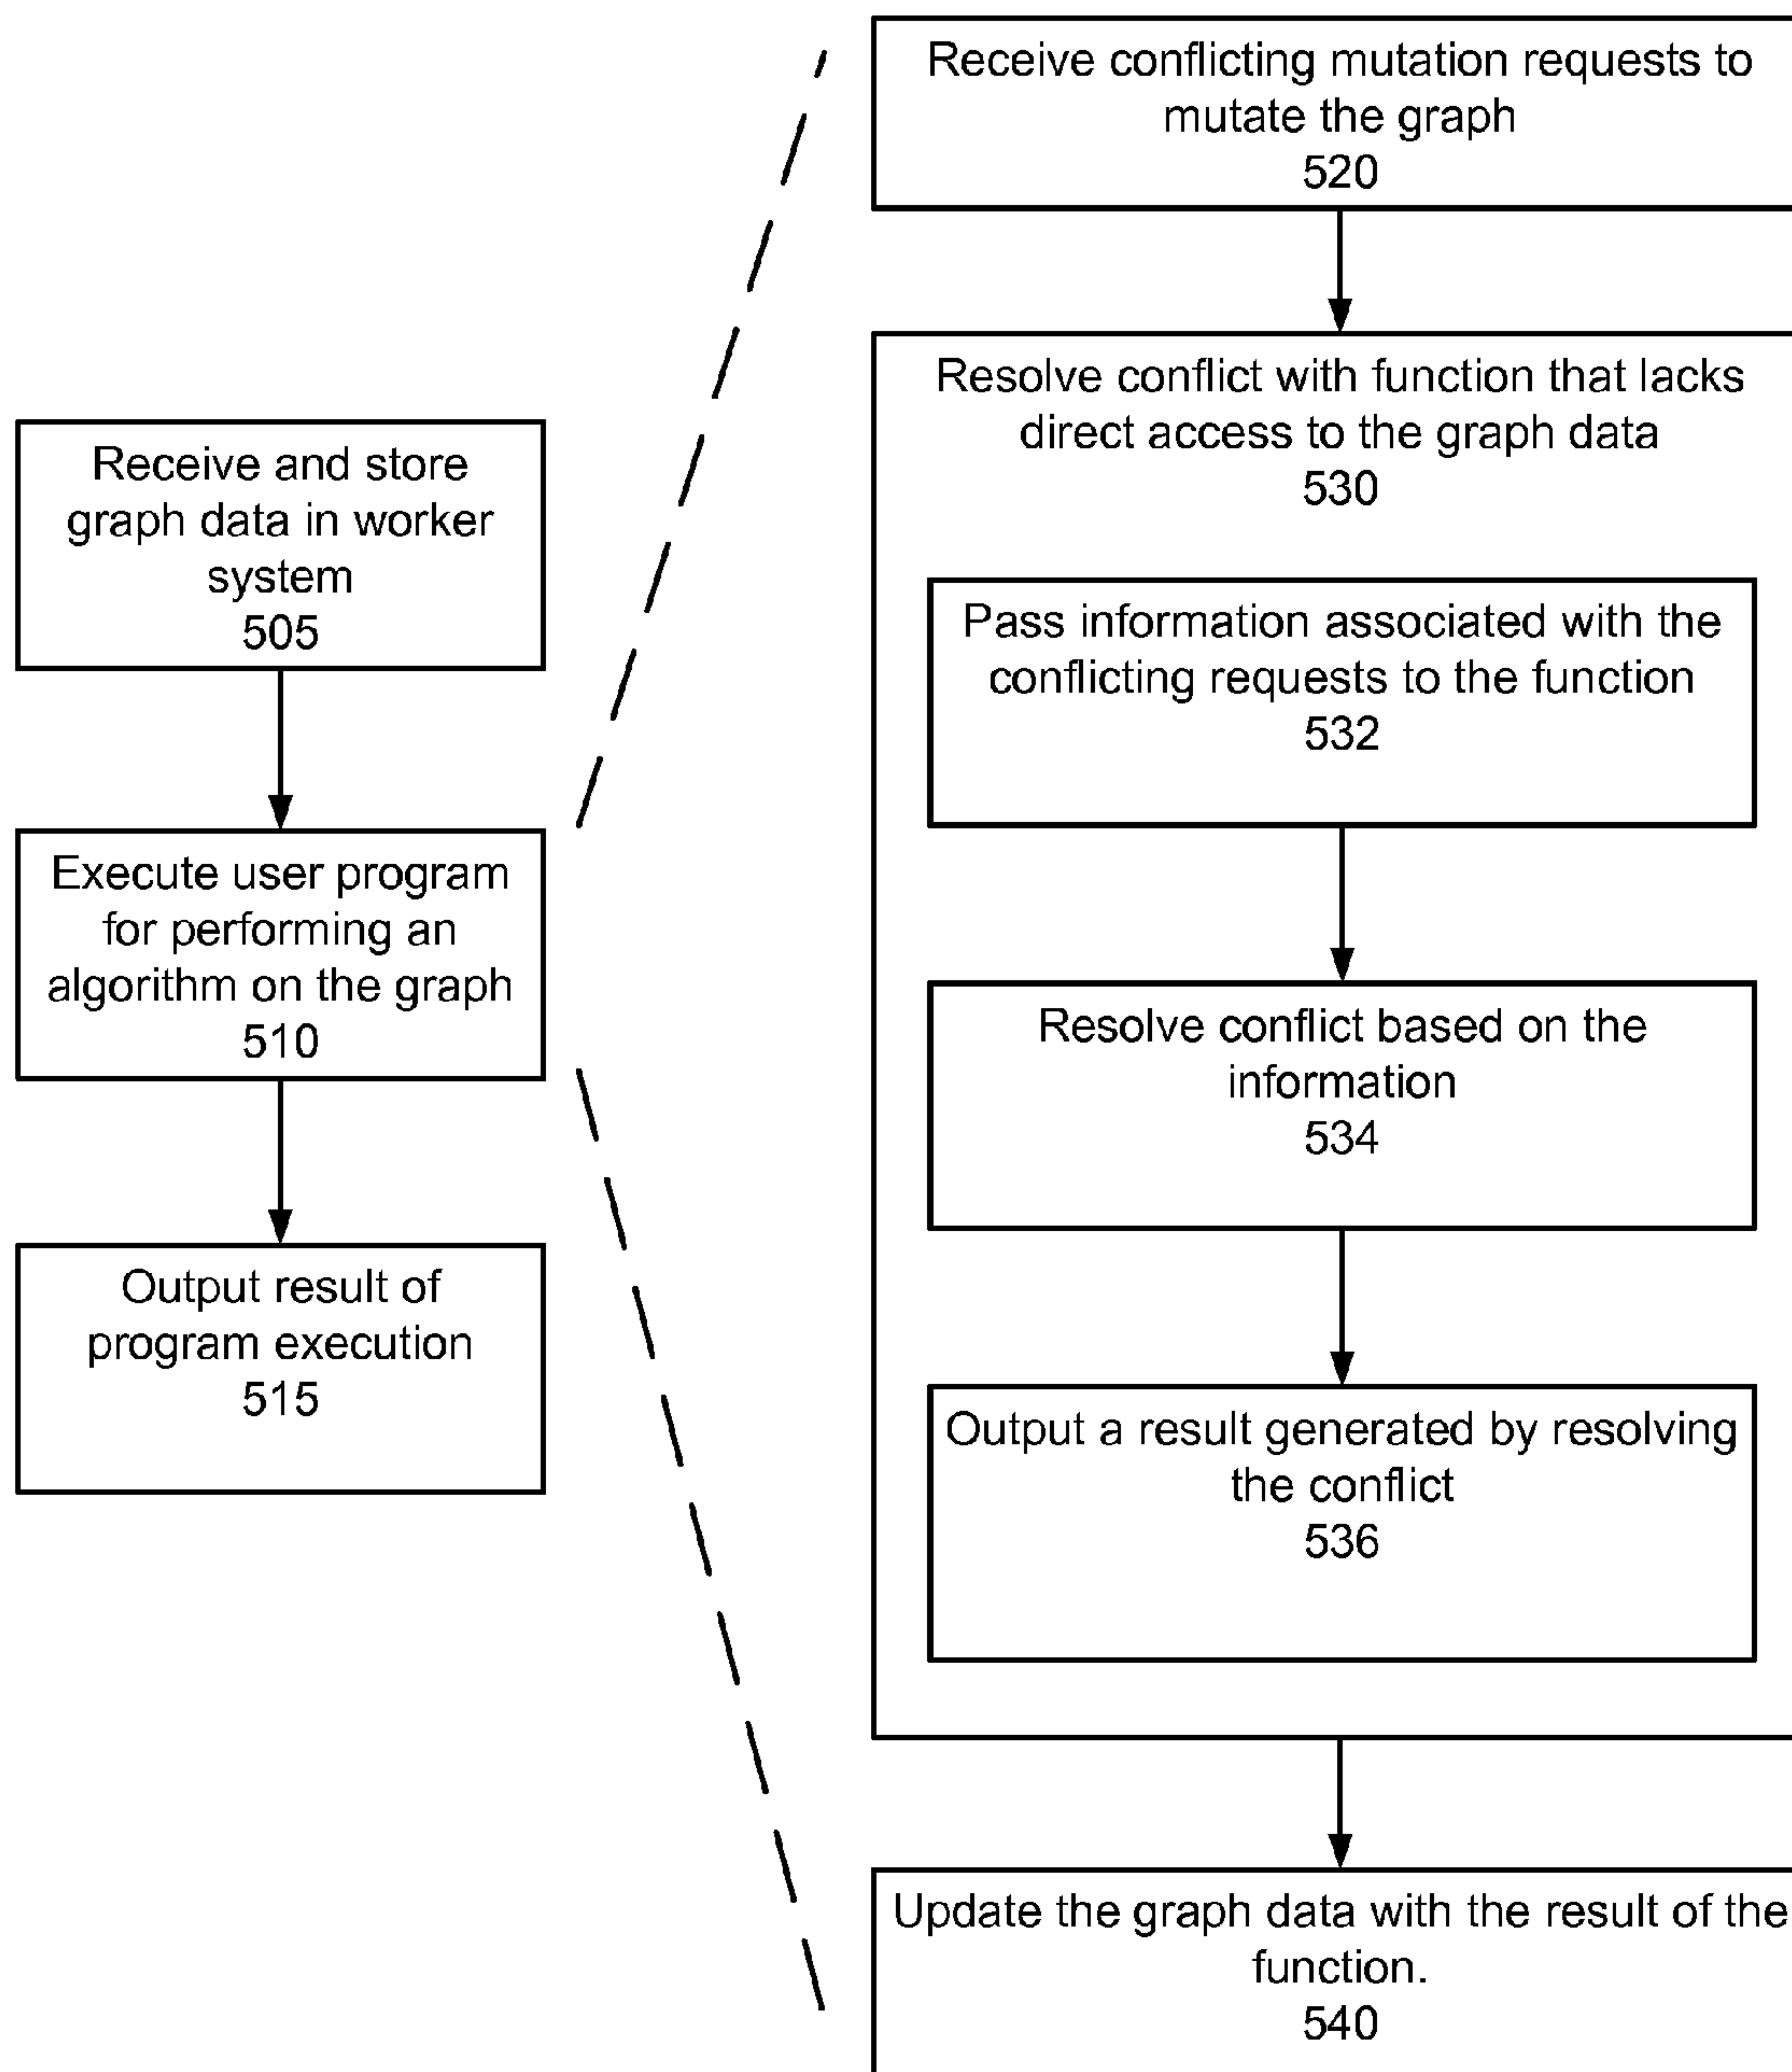 Receive and store
graph data in worker
system
505
Execute user program
for performing an
algorithm on the graph
510
Output result of
program execution
515
Receive conflicting mutation requests to
mutate the graph
520
Resolve conflict with function that lacks
direct access to the graph data
530
Pass information associated with the
conflicting requests to the function
532
Resolve conflict based on the
information
534
Output a result generated by resolving
the conflict
536
Update the graph data with the result of the
function.
540